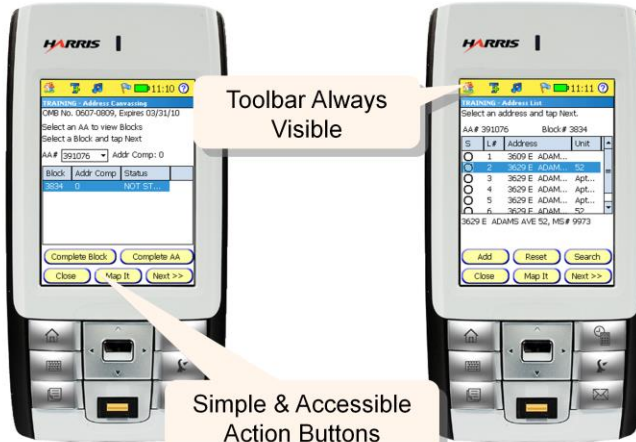 HARRIS
11:10
TRAINING - Address Canvassing
OMB No. 0607-0809, Expires 03/31/10
Select an AA to view Blocks
Select a Block and tap Next
AA# 391076 Addr Comp: 0
Block Addr Comp Status
3834 0 NOT ST...
Complete Block Complete AA
Close Map It Next >>
Toolbar Always
Visible
HARRIS
11:11
TRAINING - Address List
Select an address and tap Next.
AA# 391076 Block# 3834
S L# Address Unit
1 3609 E ADAM...
2 3629 E ADAM... 52
3 3629 E ADAM... Apt...
4 3629 E ADAM... Apt...
5 3629 E ADAM... Apt...
6 3629 E ADAM... 52
3629 E ADAMS AVE 52, MS# 9973
Add Reset Search
Close Map It Next >>
Simple & Accessible
Action Buttons